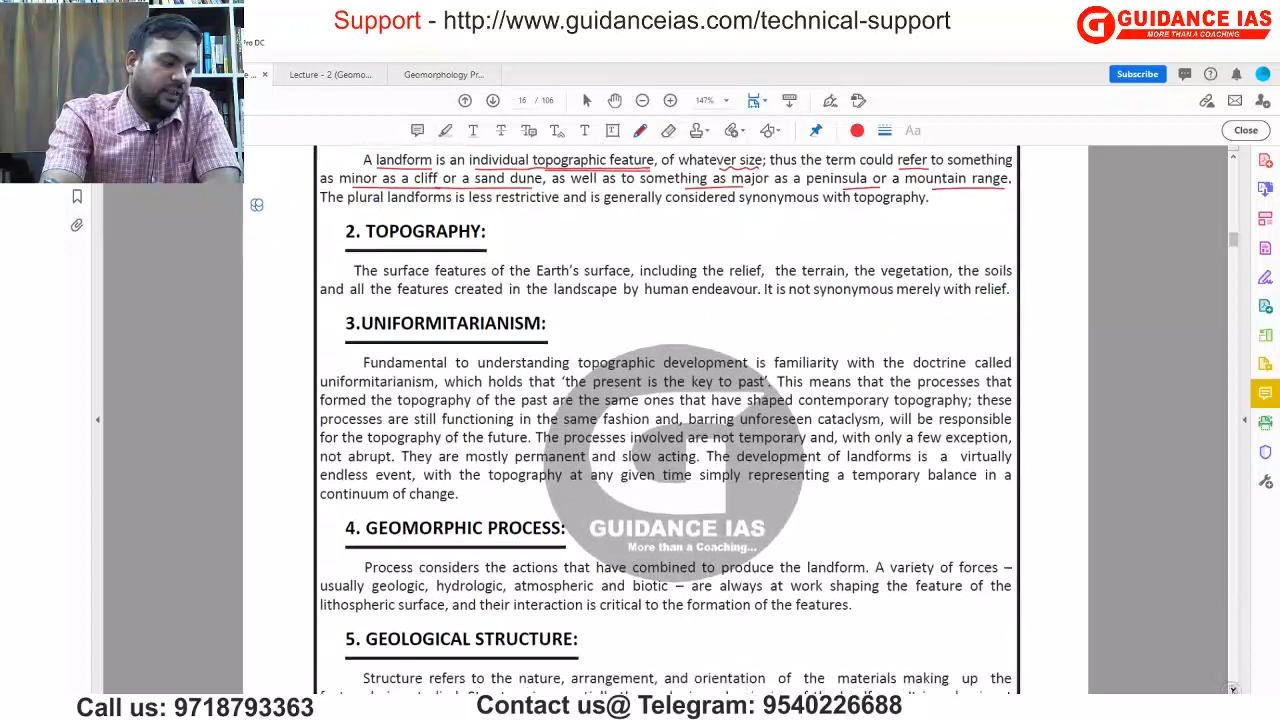 Support - http://www.guidanceias.com/technical-support
GUIDANCE IAS
MORE THAN A COACHING...
Pro DC
Lecture - 2 (Geomo...
Geomorphology Pr...
Subscribe
16 / 106
147%
Aa
Close
A landform is an individual topographic feature, of whatever size; thus the term could refer to something
as minor as a cliff or a sand dune, as well as to something as major as a peninsula or a mountain range.
The plural landforms is less restrictive and is generally considered synonymous with topography.
2. TOPOGRAPHY:
The surface features of the Earth's surface, including the relief, the terrain, the vegetation, the soils
and all the features created in the landscape by human endeavour. It is not synonymous merely with relief.
3.UNIFORMITARIANISM:
Fundamental to understanding topographic development is familiarity with the doctrine called
uniformitarianism, which holds that 'the present is the key to past'. This means that the processes that
formed the topography of the past are the same ones that have shaped contemporary topography; these
processes are still functioning in the same fashion and, barring unforeseen cataclysm, will be responsible
for the topography of the future. The processes involved are not temporary and, with only a few exception,
not abrupt. They are mostly permanent and slow acting. The development of landforms is a virtually
endless event, with the topography at any given time simply representing a temporary balance in a
continuum of change.
4. GEOMORPHIC PROCESS:
GUIDANCE IAS
More than a Coaching...
Process considers the actions that have combined to produce the landform. A variety of forces –
usually geologic, hydrologic, atmospheric and biotic – are always at work shaping the feature of the
lithospheric surface, and their interaction is critical to the formation of the features.
5. GEOLOGICAL STRUCTURE:
Structure refers to the nature, arrangement, and orientation of the materials making up the
Call us: 9718793363
Contact us@ Telegram: 9540226688